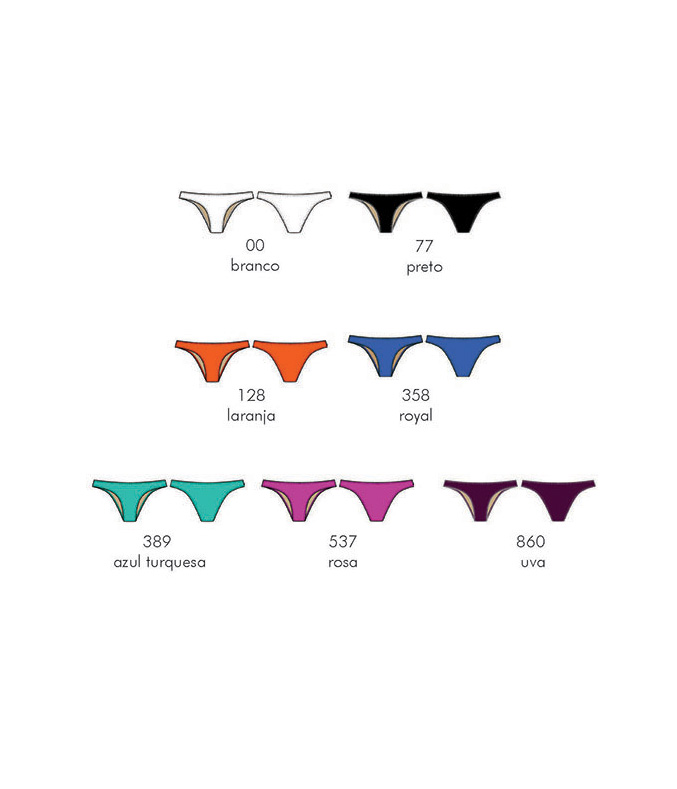 00
branco
77
preto
128
laranja
358
royal
389
azul turquesa
537
rosa
860
uva